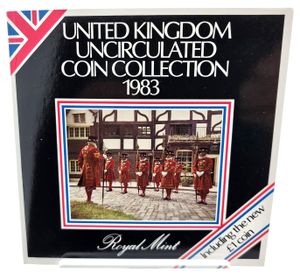 UNITED KINGDOM
UNCIRCULATED
COIN COLLECTION
1983
Royal Mint
including the new
£1 coin